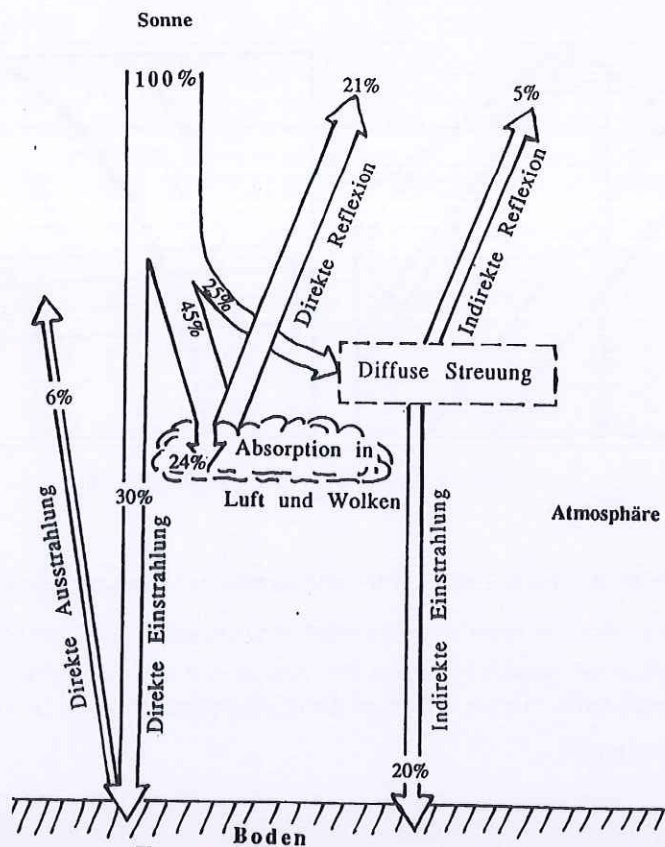 Sonne
100%
21%
5%
Direkte Reflexion
Indirekte Reflexion
25%
45%
Diffuse Streuung
6%
Absorption in
24%
Luft und Wolken
30%
Atmosphäre
Direkte Ausstrahlung
Direkte Einstrahlung
Indirekte Einstrahlung
20%
Boden